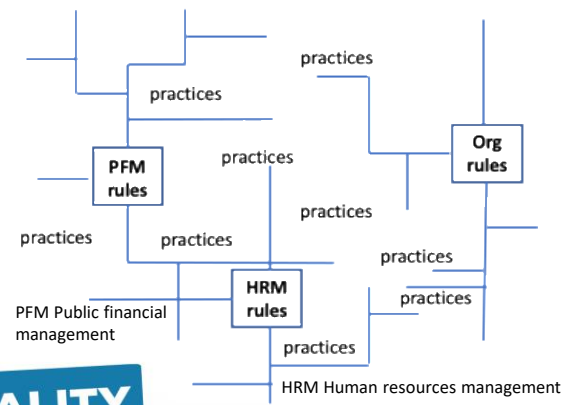 practices
practices
Org
rules
practices
PFM
rules
practices
practices
practices
practices
HRM
rules
practices
PFM Public financial
management
practices
HRM Human resources management
ALITY